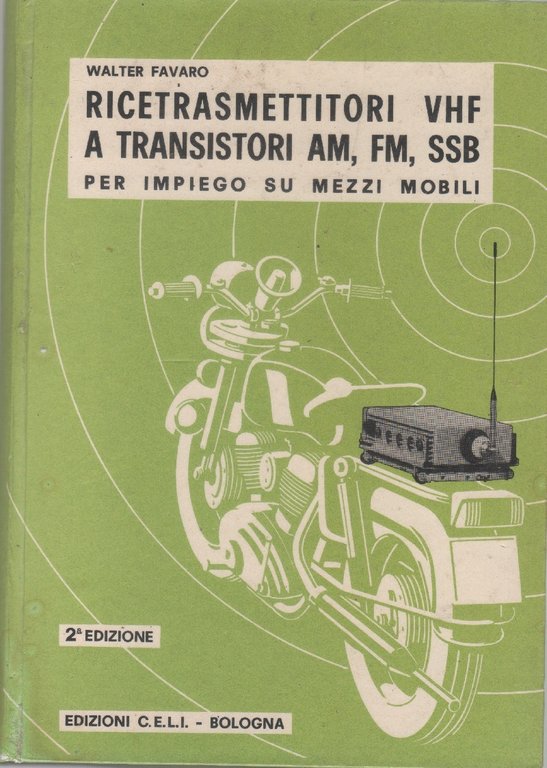 WALTER FAVARO
RICETRASMETTITORI VHF
A TRANSISTORI AM, FM, SSB
PER IMPIEGO SU MEZZI MOBILI
2ª EDIZIONE
EDIZIONI C.E.L.I. - BOLOGNA